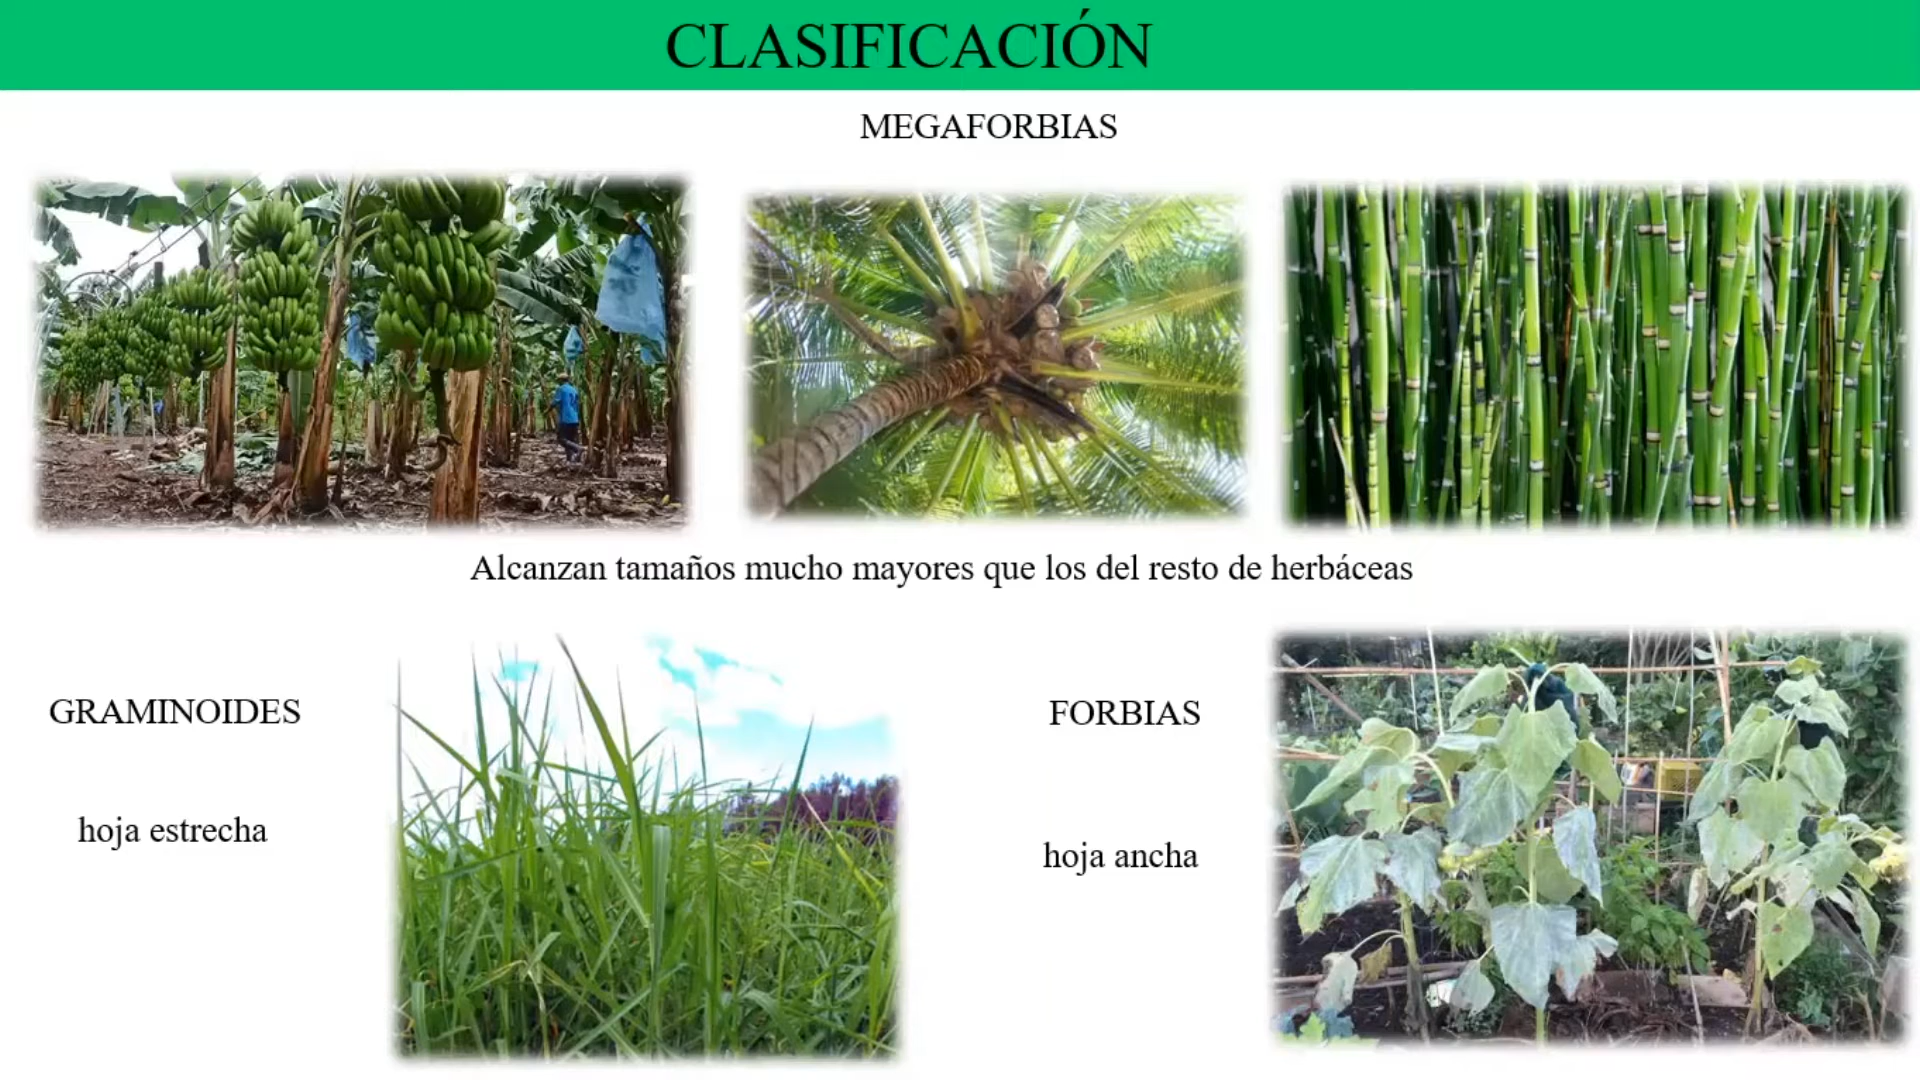 CLASIFICACIÓN
MEGAFORBIAS
Alcanzan tamaños mucho mayores que los del resto de herbáceas
GRAMINOIDES
hoja estrecha
FORBIAS
hoja ancha